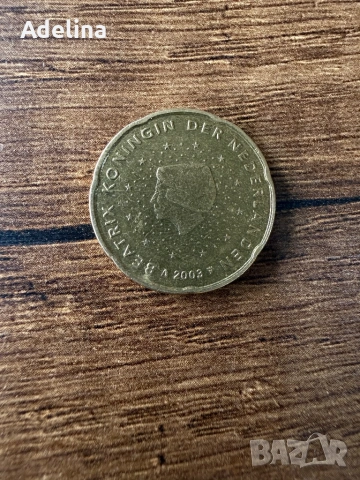 Adelina
BEATRIX KONINGIN DER NEDERLANDEN
2003
BAZAR